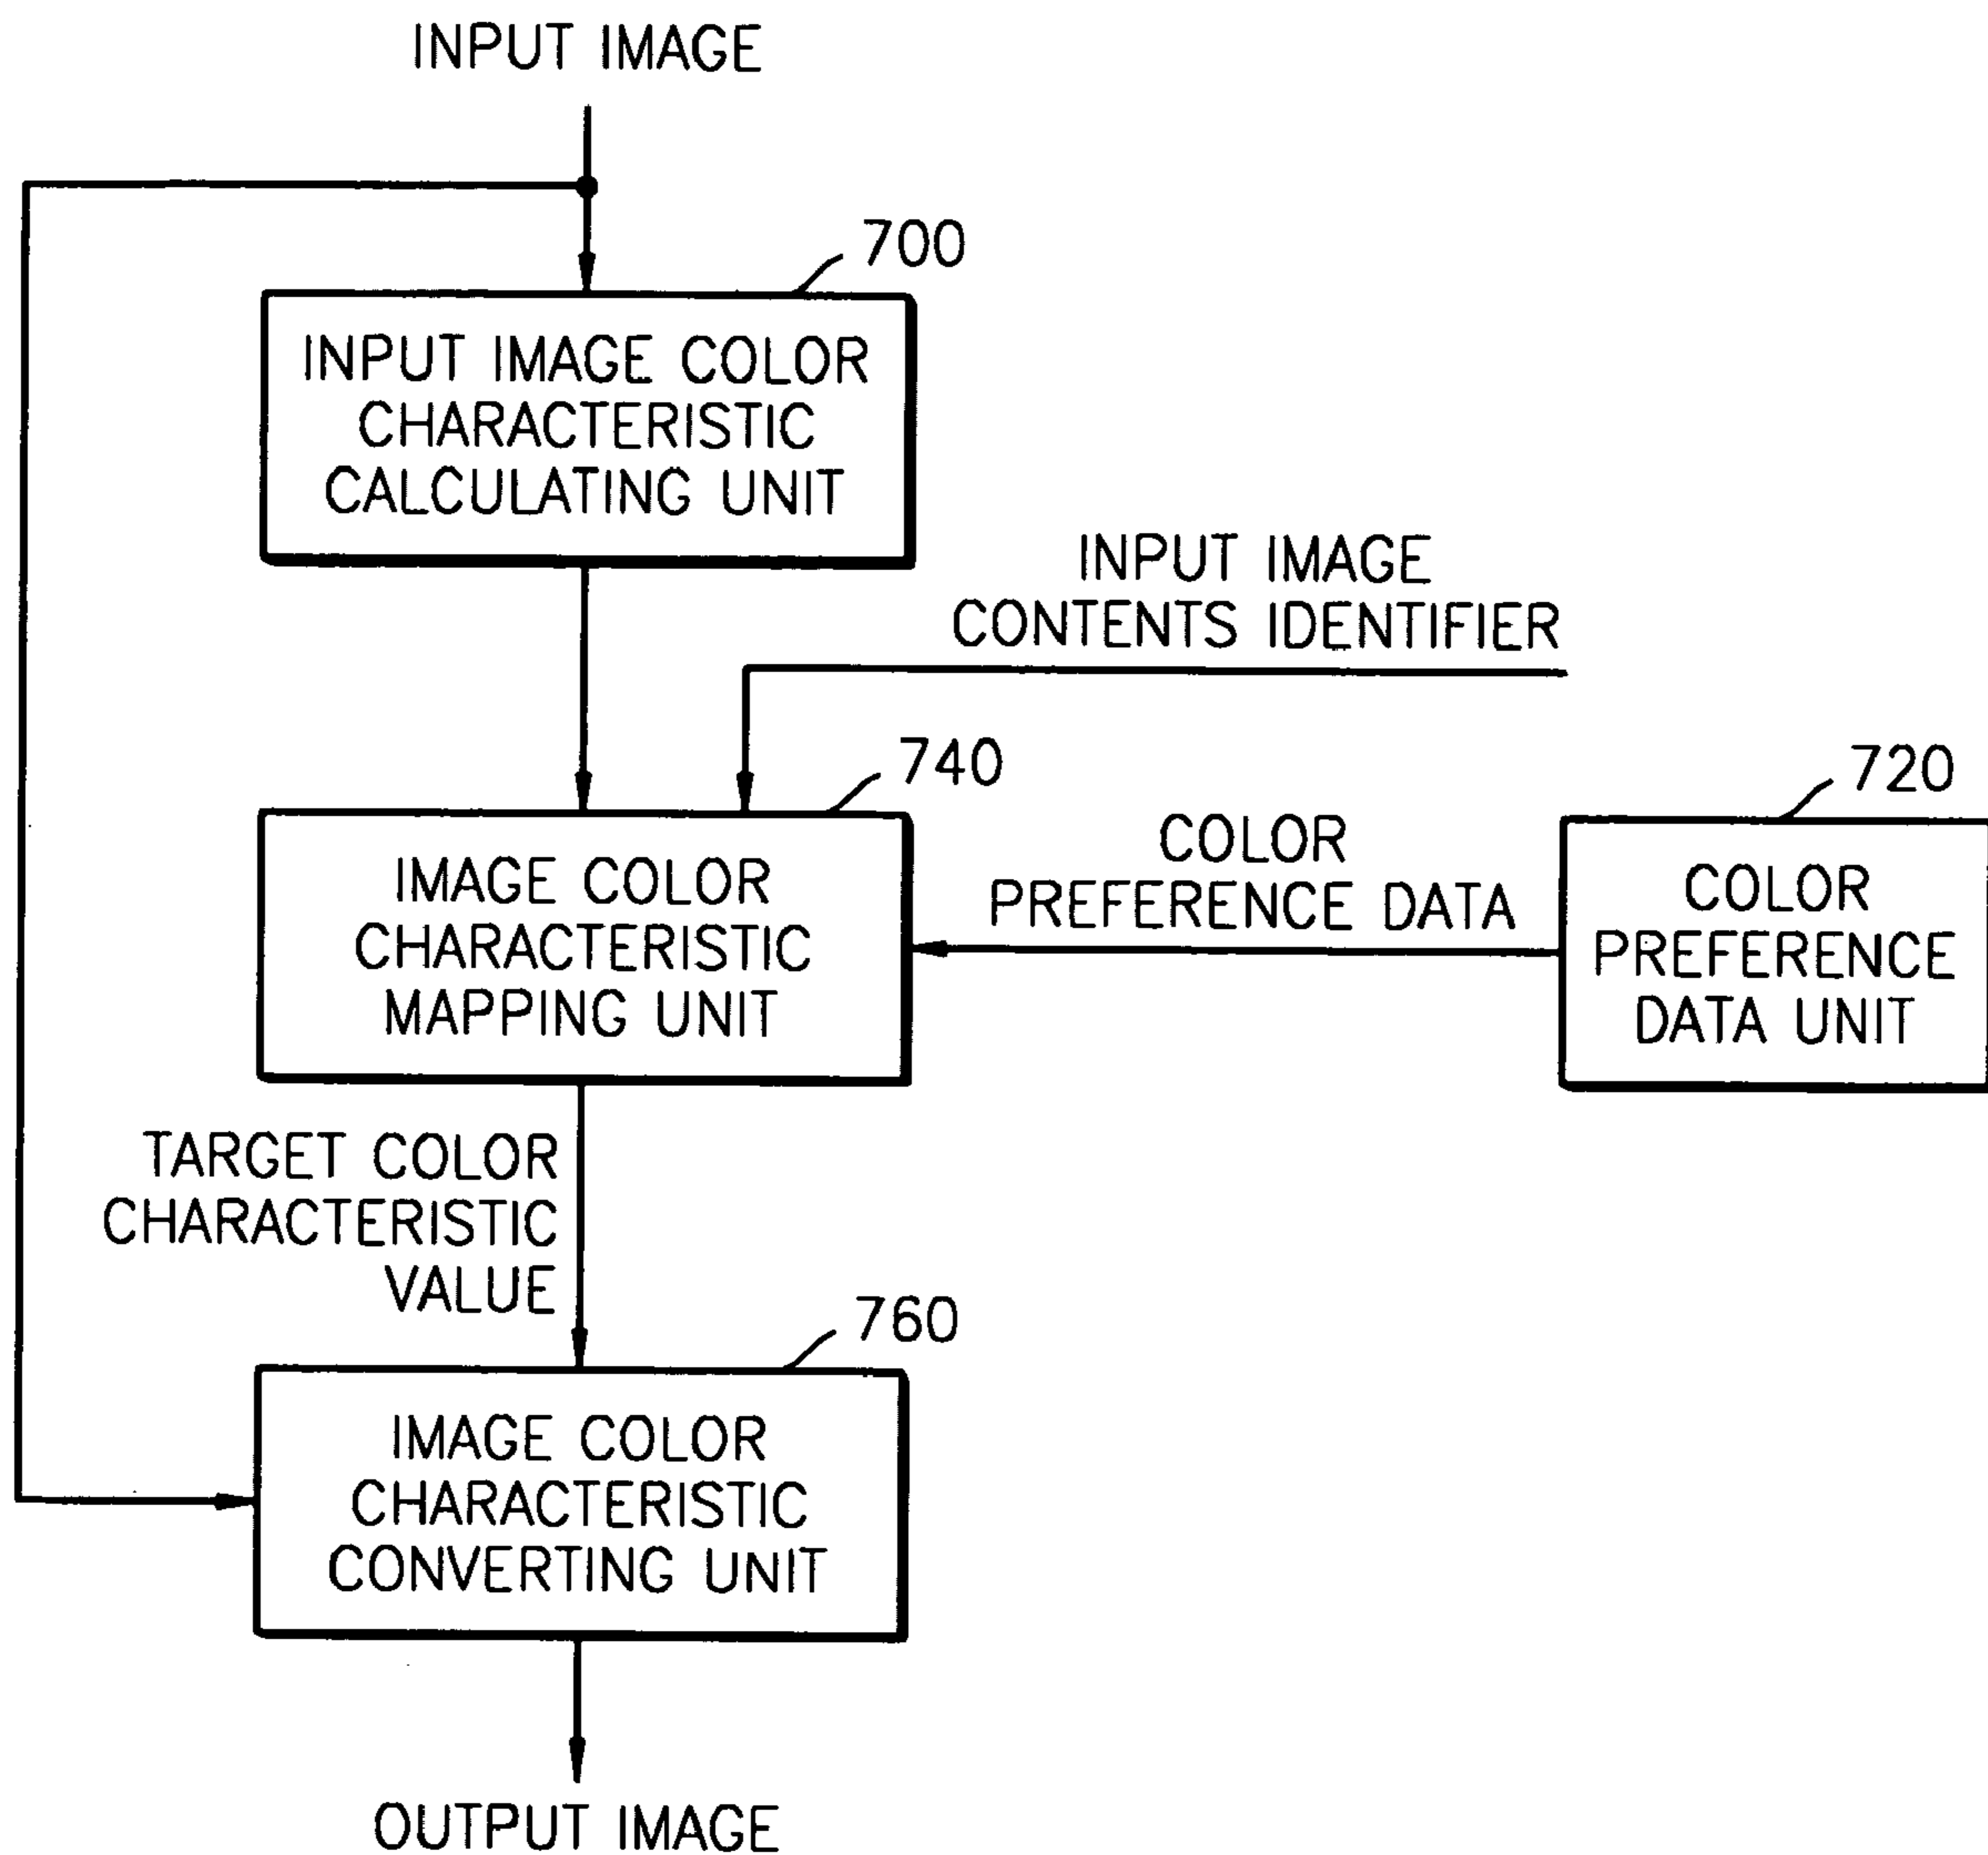 INPUT IMAGE
700
INPUT IMAGE COLOR
CHARACTERISTIC
CALCULATING UNIT
INPUT IMAGE
CONTENTS IDENTIFIER
740
720
IMAGE COLOR
CHARACTERISTIC
MAPPING UNIT
COLOR
PREFERENCE DATA
COLOR
PREFERENCE
DATA UNIT
TARGET COLOR
CHARACTERISTIC
VALUE
760
IMAGE COLOR
CHARACTERISTIC
CONVERTING UNIT
OUTPUT IMAGE